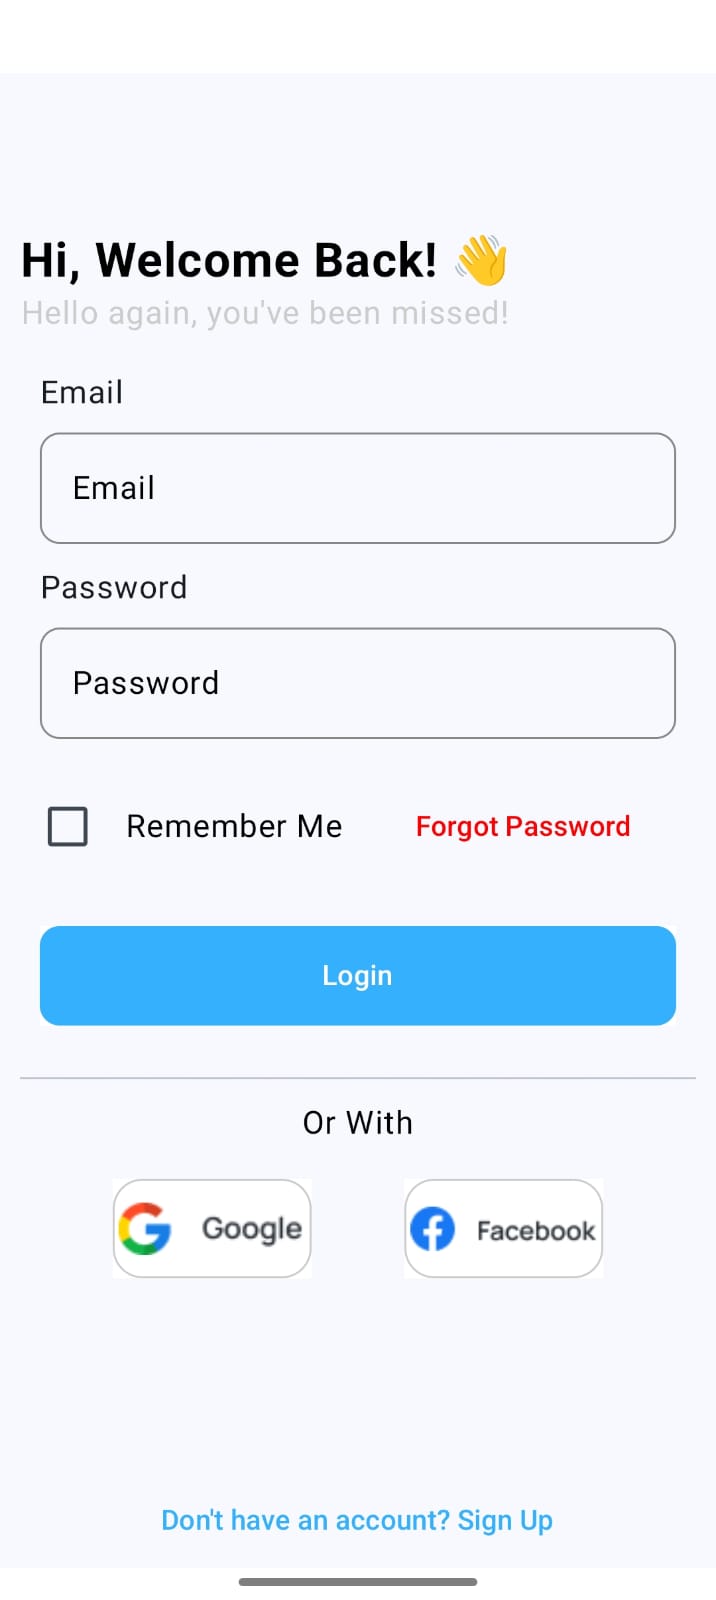 Hi, Welcome Back! 👋
Hello again, you've been missed!
Email
Email
Password
Password
Remember Me Forgot Password
Login
Or With
Google Facebook
Don't have an account? Sign Up